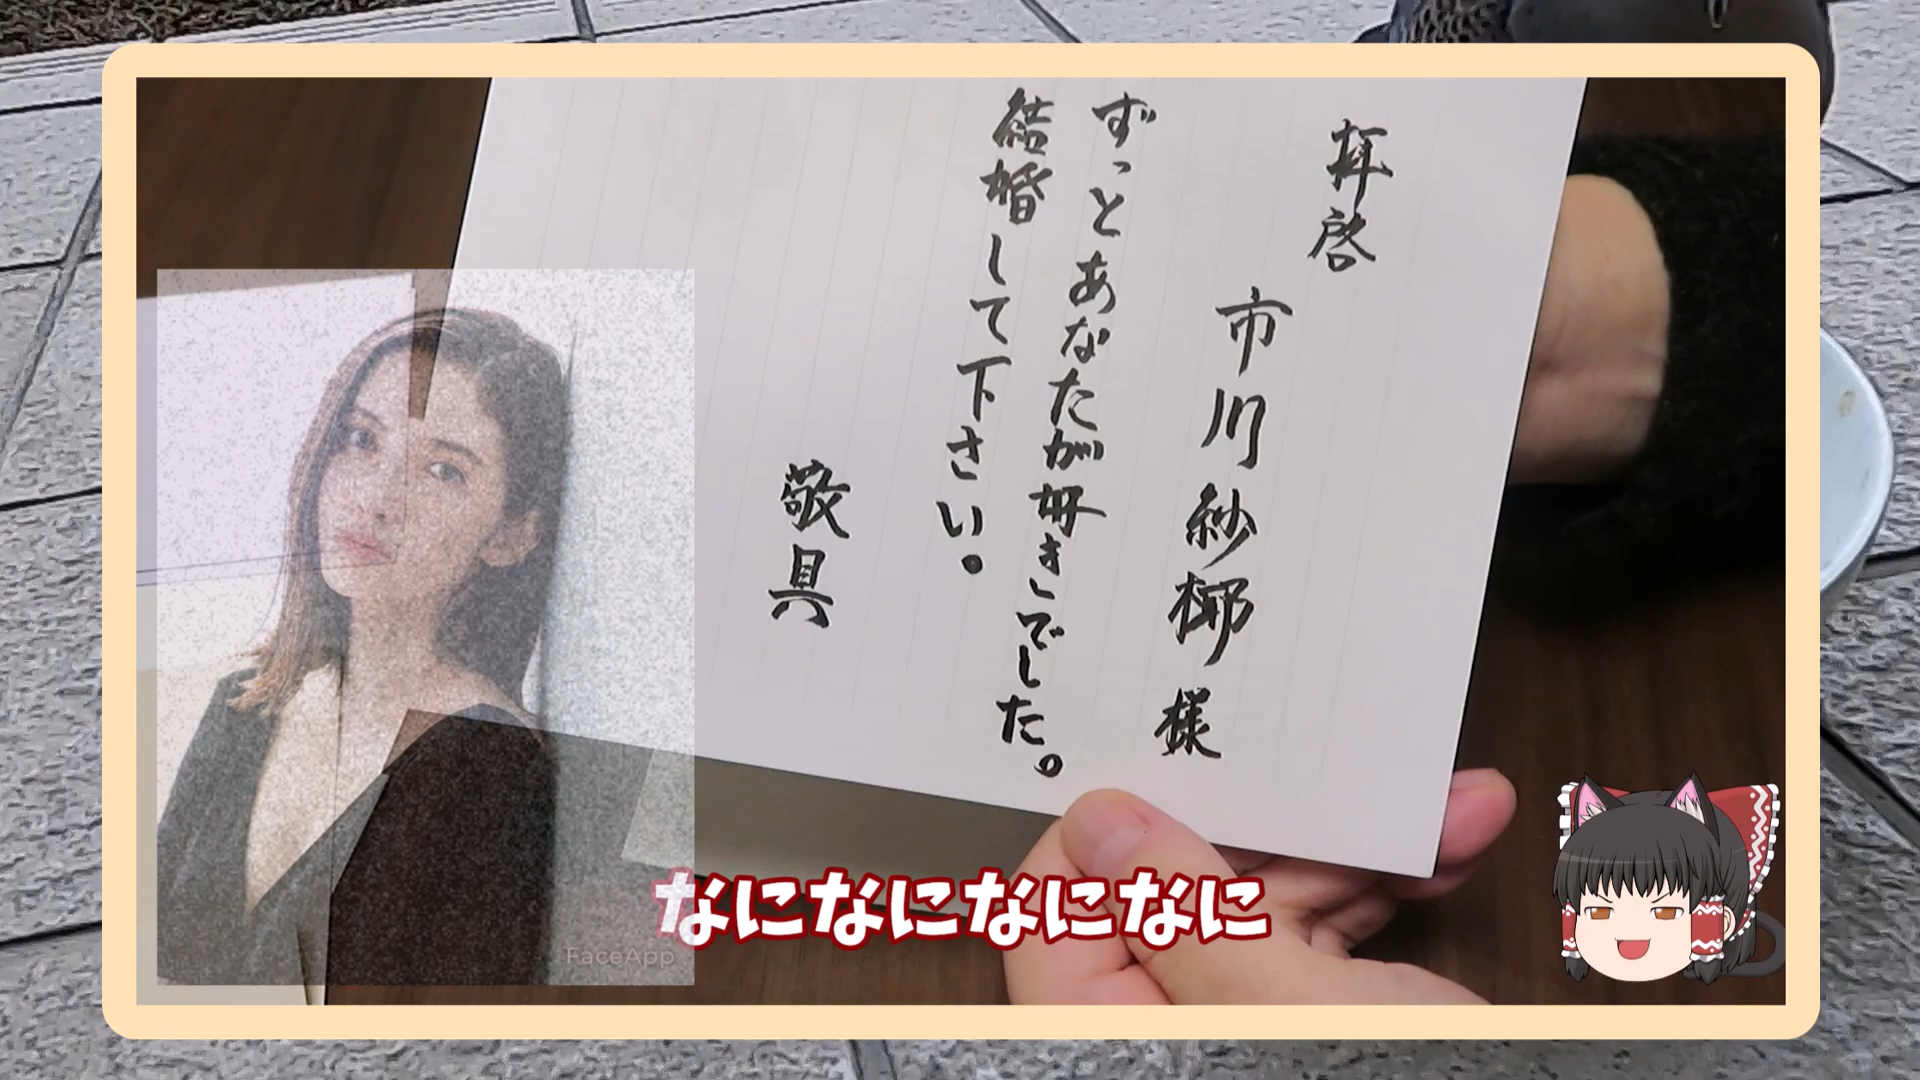 拝啓
市川紗椰様
ずっとあなたが好きでした。
結婚して下さい。
敬具
なになになになに
FaceApp